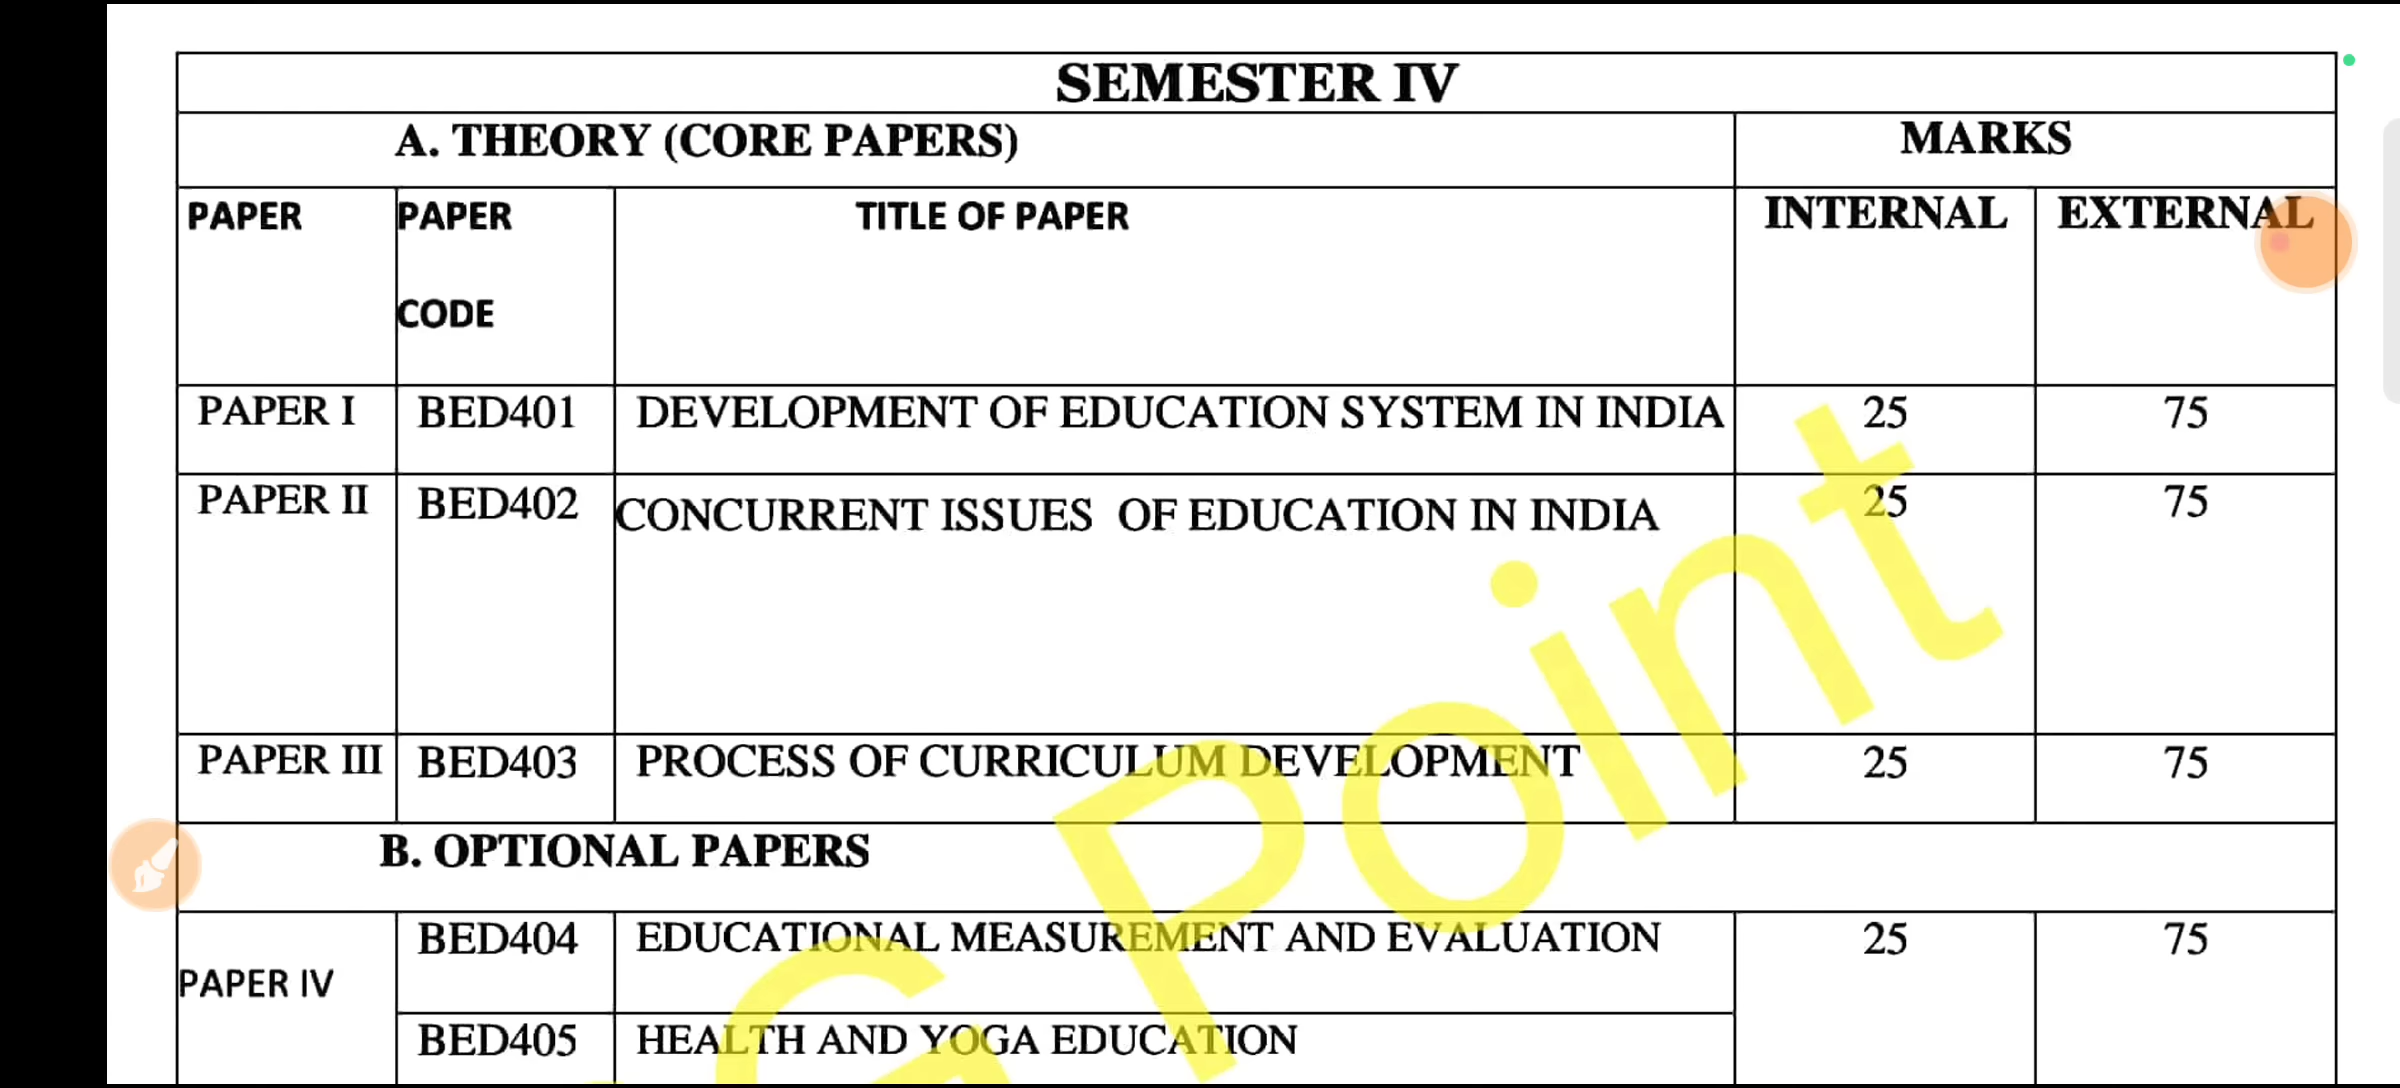 SEMESTER IV
A. THEORY (CORE PAPERS) MARKS
PAPER PAPER CODE TITLE OF PAPER INTERNAL EXTERNAL
PAPER I BED401 DEVELOPMENT OF EDUCATION SYSTEM IN INDIA 25 75
PAPER II BED402 CONCURRENT ISSUES OF EDUCATION IN INDIA 25 75
PAPER III BED403 PROCESS OF CURRICULUM DEVELOPMENT 25 75
B. OPTIONAL PAPERS
PAPER IV BED404 EDUCATIONAL MEASUREMENT AND EVALUATION 25 75
BED405 HEALTH AND YOGA EDUCATION
G Point